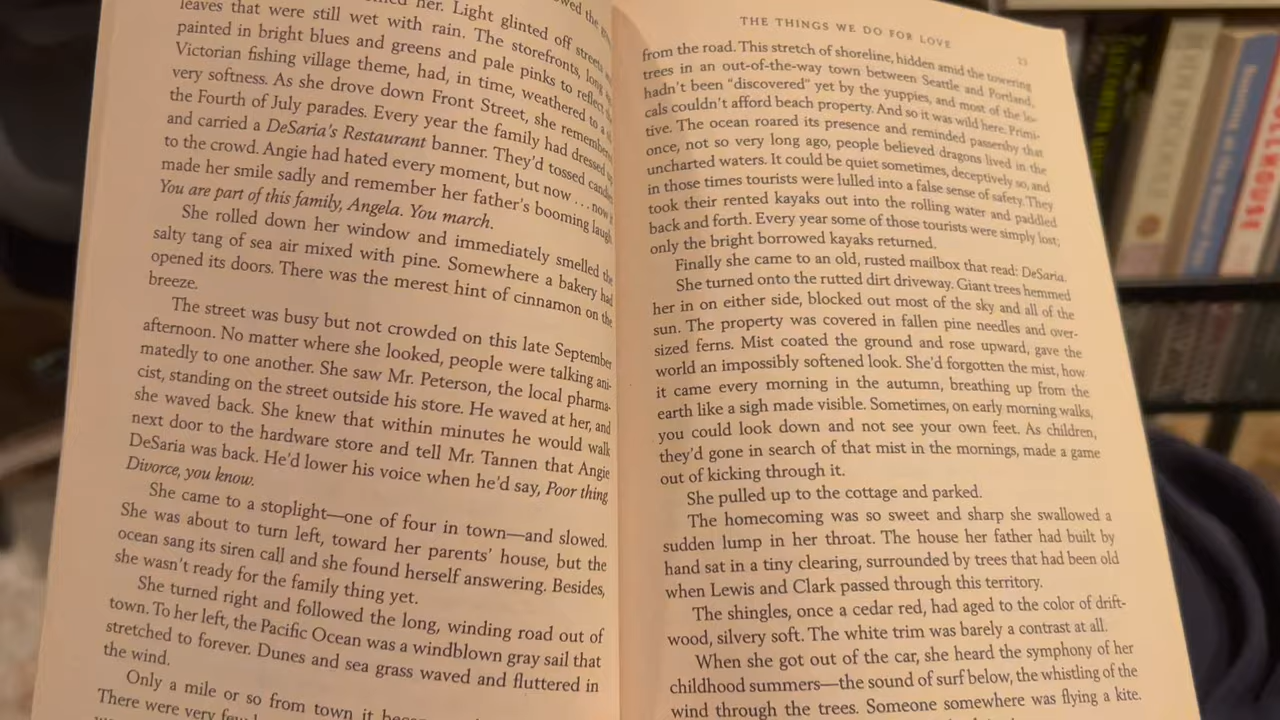 her. Light glinted off streets
leaves that were still wet with rain. The storefronts,
painted in bright blues and greens and pale pinks to reflect
Victorian fishing village theme, had, in time, weathered to a
very softness. As she drove down Front Street, she remembered
the Fourth of July parades. Every year the family had dressed
and carried a DeSaria's Restaurant banner. They'd tossed candies
to the crowd. Angie had hated every moment, but now . . . now it
made her smile sadly and remember her father's booming laugh.
You are part of this family, Angela. You march.
She rolled down her window and immediately smelled the
salty tang of sea air mixed with pine. Somewhere a bakery had
opened its doors. There was the merest hint of cinnamon on the
breeze.
The street was busy but not crowded on this late September
afternoon. No matter where she looked, people were talking ani-
matedly to one another. She saw Mr. Peterson, the local pharma-
cist, standing on the street outside his store. He waved at her, and
she waved back. She knew that within minutes he would walk
next door to the hardware store and tell Mr. Tannen that Angie
DeSaria was back. He'd lower his voice when he'd say, Poor thing
Divorce, you know.
She came to a stoplight—one of four in town—and slowed.
She was about to turn left, toward her parents' house, but the
ocean sang its siren call and she found herself answering. Besides,
she wasn't ready for the family thing yet.
She turned right and followed the long, winding road out of
town. To her left, the Pacific Ocean was a windblown gray sail that
stretched to forever. Dunes and sea grass waved and fluttered in
the wind.
Only a mile or so from town it
There were very few
THE THINGS WE DO FOR LOVE
23
from the road. This stretch of shoreline, hidden amid the towering
trees in an out-of-the-way town between Seattle and Portland,
hadn't been "discovered" yet by the yuppies, and most of the lo-
cals couldn't afford beach property. And so it was wild here. Primi-
tive. The ocean roared its presence and reminded passersby that
once, not so very long ago, people believed dragons lived in the
uncharted waters. It could be quiet sometimes, deceptively so, and
in those times tourists were lulled into a false sense of safety. They
took their rented kayaks out into the rolling water and paddled
back and forth. Every year some of those tourists were simply lost;
only the bright borrowed kayaks returned.
Finally she came to an old, rusted mailbox that read: DeSaria.
She turned onto the rutted dirt driveway. Giant trees hemmed
her in on either side, blocked out most of the sky and all of the
sun. The property was covered in fallen pine needles and over-
sized ferns. Mist coated the ground and rose upward, gave the
world an impossibly softened look. She'd forgotten the mist, how
it came every morning in the autumn, breathing up from the
earth like a sigh made visible. Sometimes, on early morning walks,
you could look down and not see your own feet. As children,
they'd gone in search of that mist in the mornings, made a game
out of kicking through it.
She pulled up to the cottage and parked.
The homecoming was so sweet and sharp she swallowed a
sudden lump in her throat. The house her father had built by
hand sat in a tiny clearing, surrounded by trees that had been old
when Lewis and Clark passed through this territory.
The shingles, once a cedar red, had aged to the color of drift-
wood, silvery soft. The white trim was barely a contrast at all.
When she got out of the car, she heard the symphony of her
childhood summers—the sound of surf below, the whistling of the
wind through the trees. Someone somewhere was flying a kite.